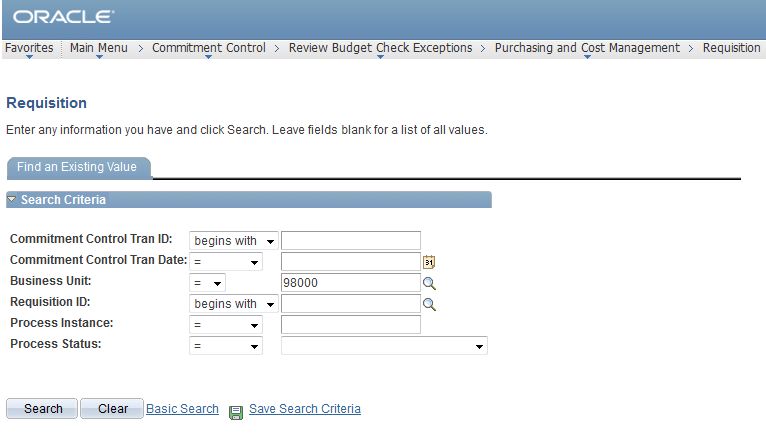 ORACLE
Favorites Main Menu > Commitment Control > Review Budget Check Exceptions > Purchasing and Cost Management > Requisition
Requisition
Enter any information you have and click Search. Leave fields blank for a list of all values.
Find an Existing Value
Search Criteria
Commitment Control Tran ID: begins with
Commitment Control Tran Date: = 31
Business Unit: = 98000
Requisition ID: begins with
Process Instance: =
Process Status: =
Search Clear Basic Search Save Search Criteria